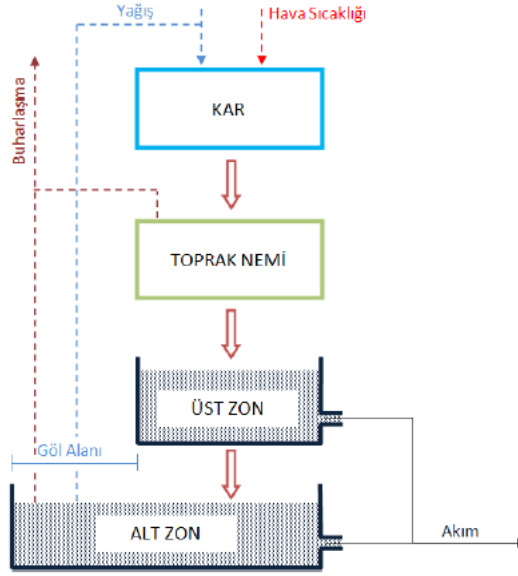 Yağış
Hava Sıcaklığı
Buharlaşma
KAR
TOPRAK NEMİ
ÜST ZON
Göl Alanı
ALT ZON
Akım